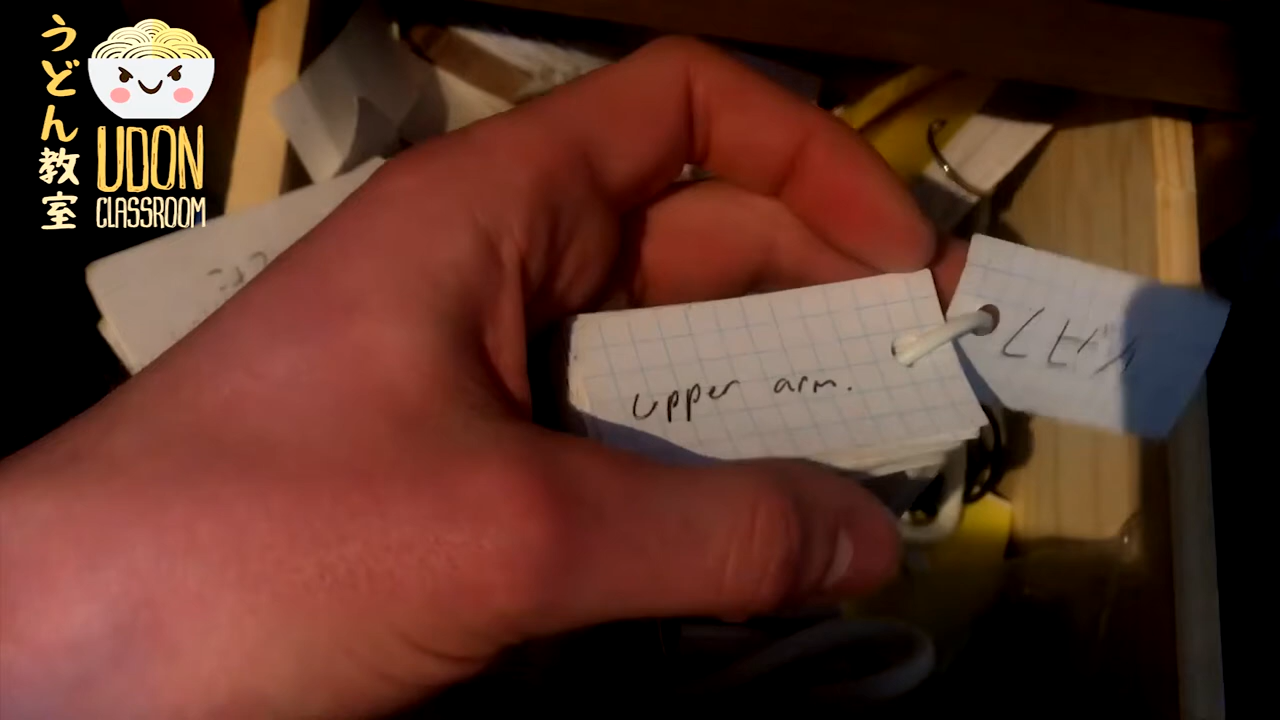 うどん教室
UDON
CLASSROOM
upper arm.